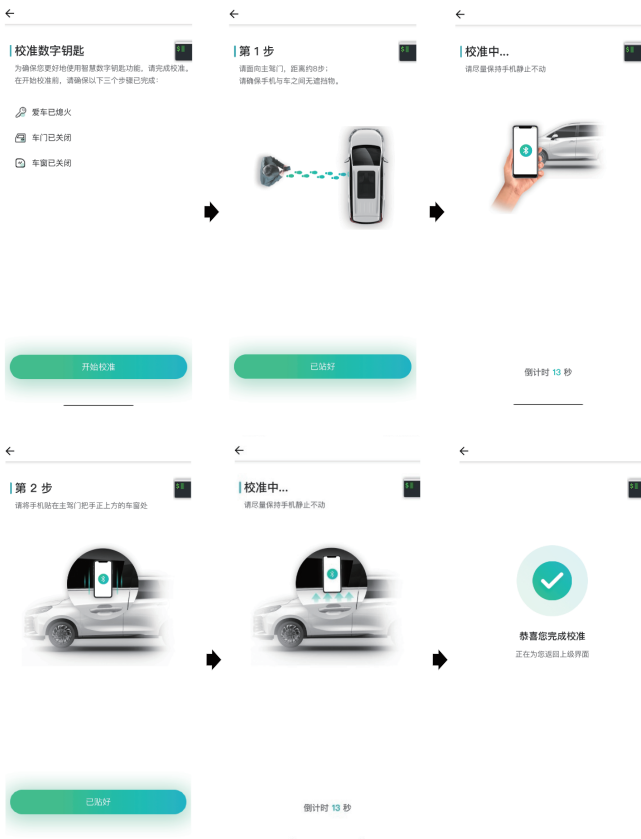 校准数字钥匙
为确保您更好地使用智慧数字钥匙功能，请完成校准。
在开始校准前，请确保以下三个步骤已完成：
爱车已熄火
车门已关闭
车窗已关闭
开始校准
第 1 步
请面向主驾门，距离约8步；
请确保手机与车之间无遮挡物。
已站好
校准中...
请尽量保持手机静止不动
倒计时 13 秒
第 2 步
请将手机贴在主驾门把手正上方的车窗处
已贴好
校准中...
请尽量保持手机静止不动
倒计时 13 秒
恭喜您完成校准
正在为您返回上级界面